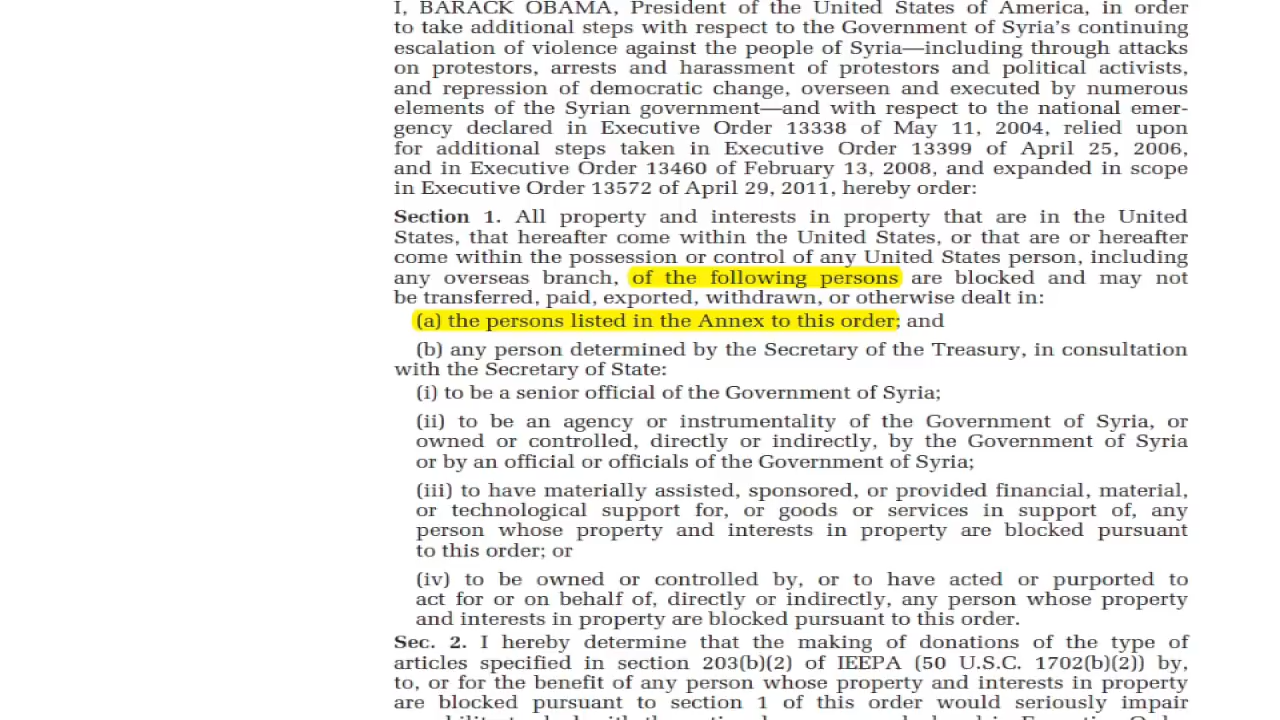 I, BARACK OBAMA, President of the United States of America, in order
to take additional steps with respect to the Government of Syria's continuing
escalation of violence against the people of Syria—including through attacks
on protestors, arrests and harassment of protestors and political activists,
and repression of democratic change, overseen and executed by numerous
elements of the Syrian government—and with respect to the national emer-
gency declared in Executive Order 13338 of May 11, 2004, relied upon
for additional steps taken in Executive Order 13399 of April 25, 2006,
and in Executive Order 13460 of February 13, 2008, and expanded in scope
in Executive Order 13572 of April 29, 2011, hereby order:
Section 1. All property and interests in property that are in the United
States, that hereafter come within the United States, or that are or hereafter
come within the possession or control of any United States person, including
any overseas branch, of the following persons are blocked and may not
be transferred, paid, exported, withdrawn, or otherwise dealt in:
(a) the persons listed in the Annex to this order; and
(b) any person determined by the Secretary of the Treasury, in consultation
with the Secretary of State:
(i) to be a senior official of the Government of Syria;
(ii) to be an agency or instrumentality of the Government of Syria, or
owned or controlled, directly or indirectly, by the Government of Syria
or by an official or officials of the Government of Syria;
(iii) to have materially assisted, sponsored, or provided financial, material,
or technological support for, or goods or services in support of, any
person whose property and interests in property are blocked pursuant
to this order; or
(iv) to be owned or controlled by, or to have acted or purported to
act for or on behalf of, directly or indirectly, any person whose property
and interests in property are blocked pursuant to this order.
Sec. 2. I hereby determine that the making of donations of the type of
articles specified in section 203(b)(2) of IEEPA (50 U.S.C. 1702(b)(2)) by,
to, or for the benefit of any person whose property and interests in property
are blocked pursuant to section 1 of this order would seriously impair